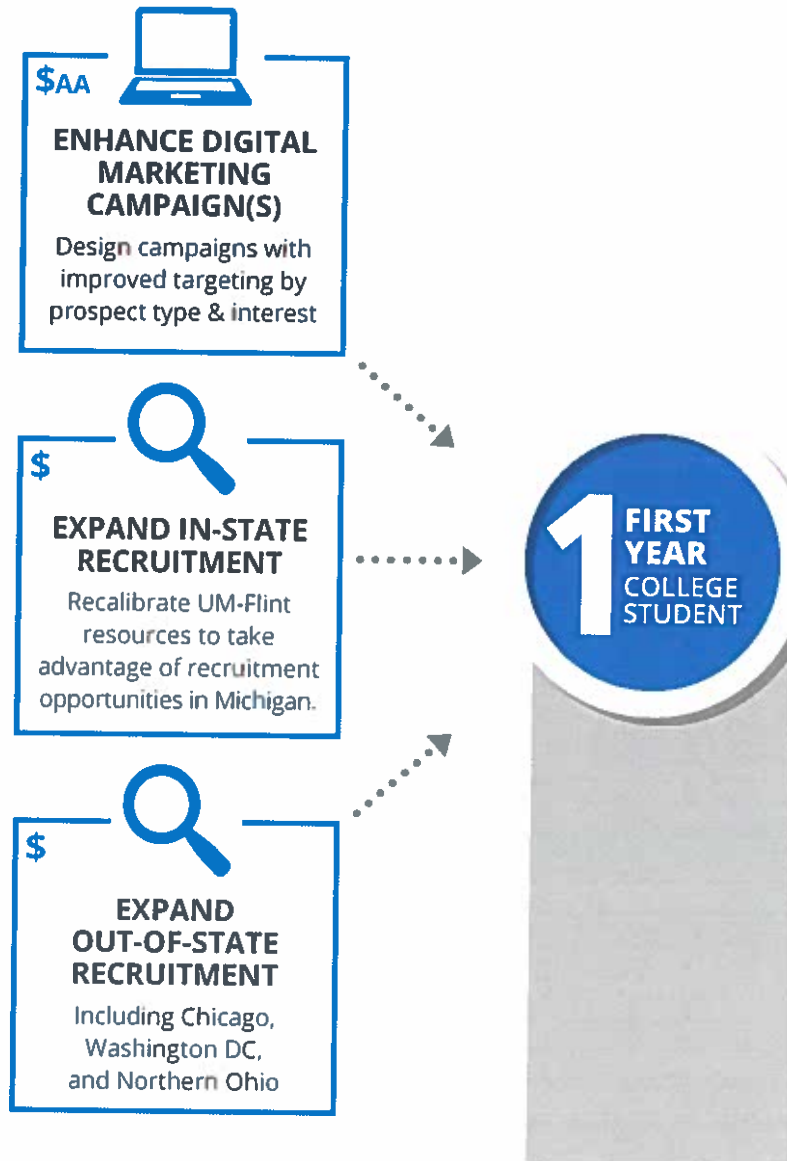 $AA
ENHANCE DIGITAL
MARKETING
CAMPAIGN(S)
Design campaigns with
improved targeting by
prospect type & interest
$
EXPAND IN-STATE
RECRUITMENT
Recalibrate UM-Flint
resources to take
advantage of recruitment
opportunities in Michigan.
$
EXPAND
OUT-OF-STATE
RECRUITMENT
Including Chicago,
Washington DC,
and Northern Ohio
1
FIRST
YEAR
COLLEGE
STUDENT